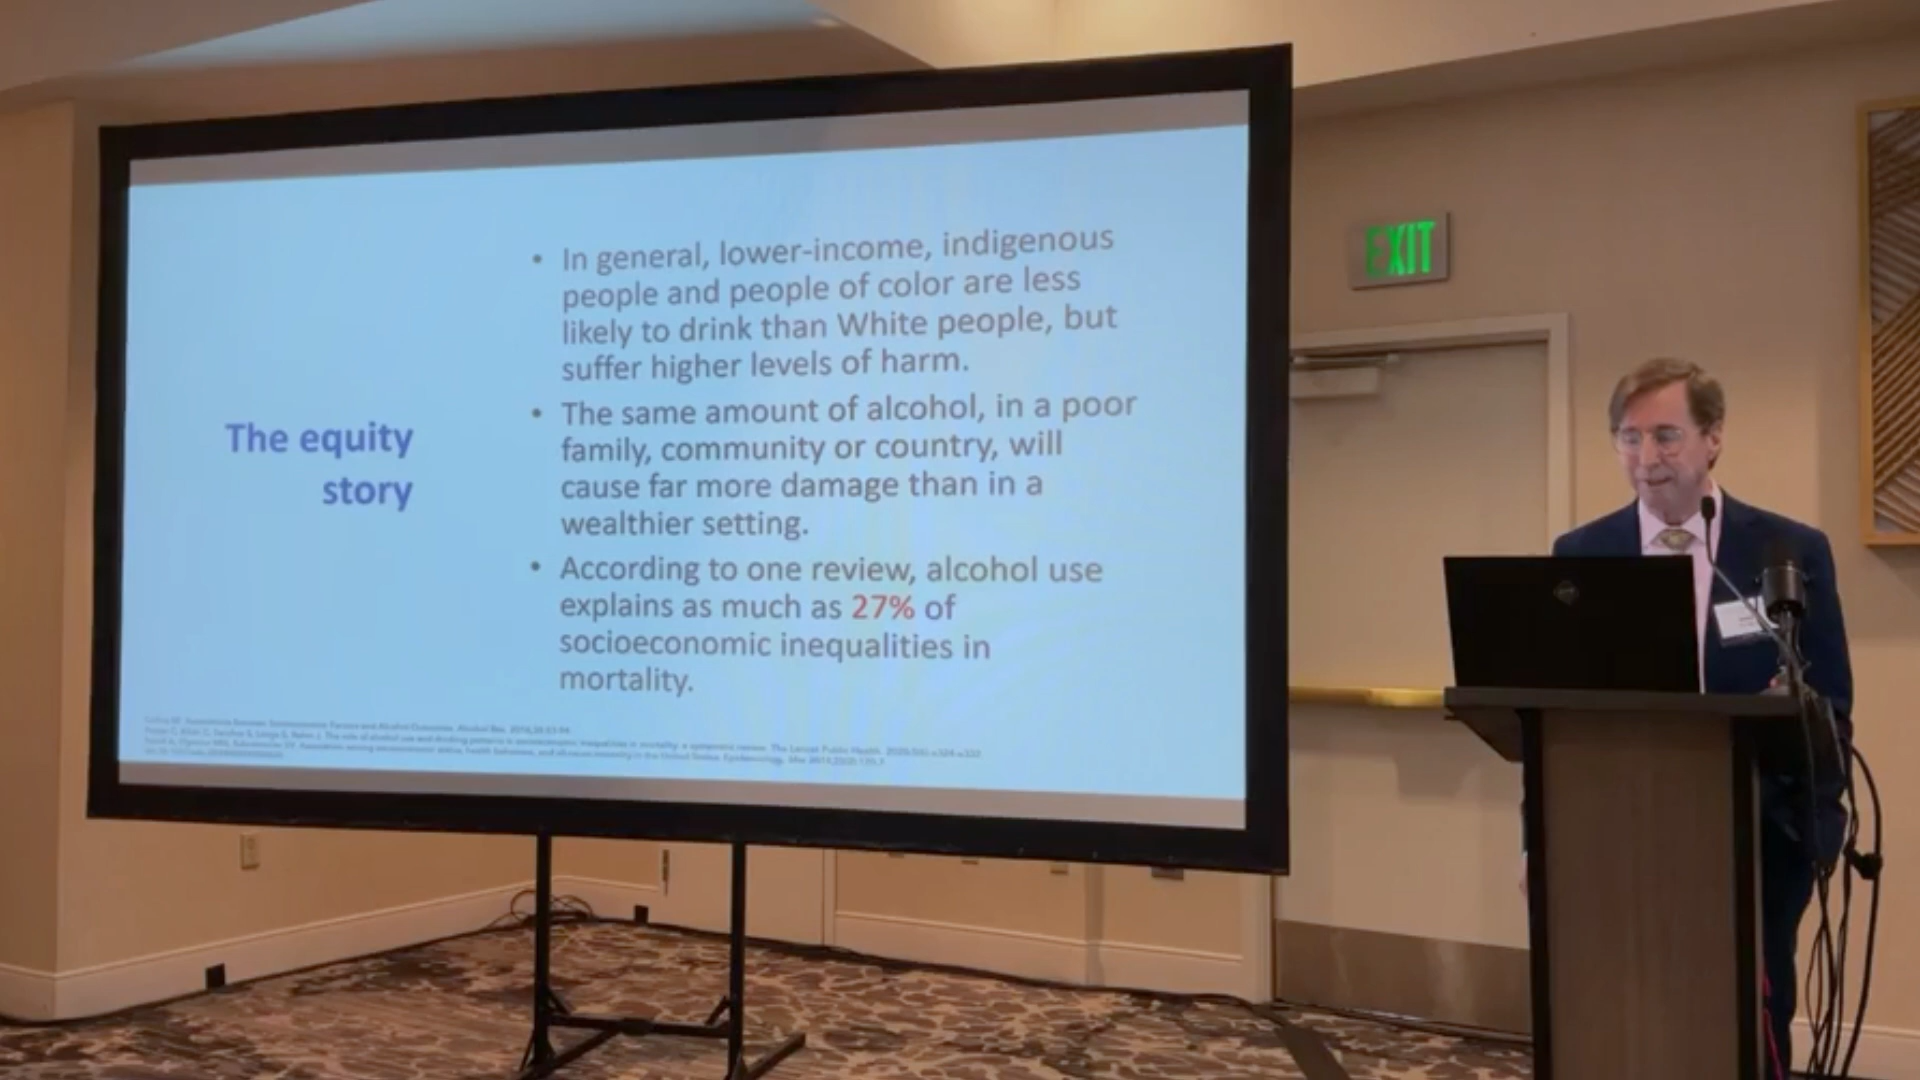 The equity
story
• In general, lower-income, indigenous
people and people of color are less
likely to drink than White people, but
suffer higher levels of harm.
• The same amount of alcohol, in a poor
family, community or country, will
cause far more damage than in a
wealthier setting.
• According to one review, alcohol use
explains as much as 27% of
socioeconomic inequalities in
mortality.
EXIT